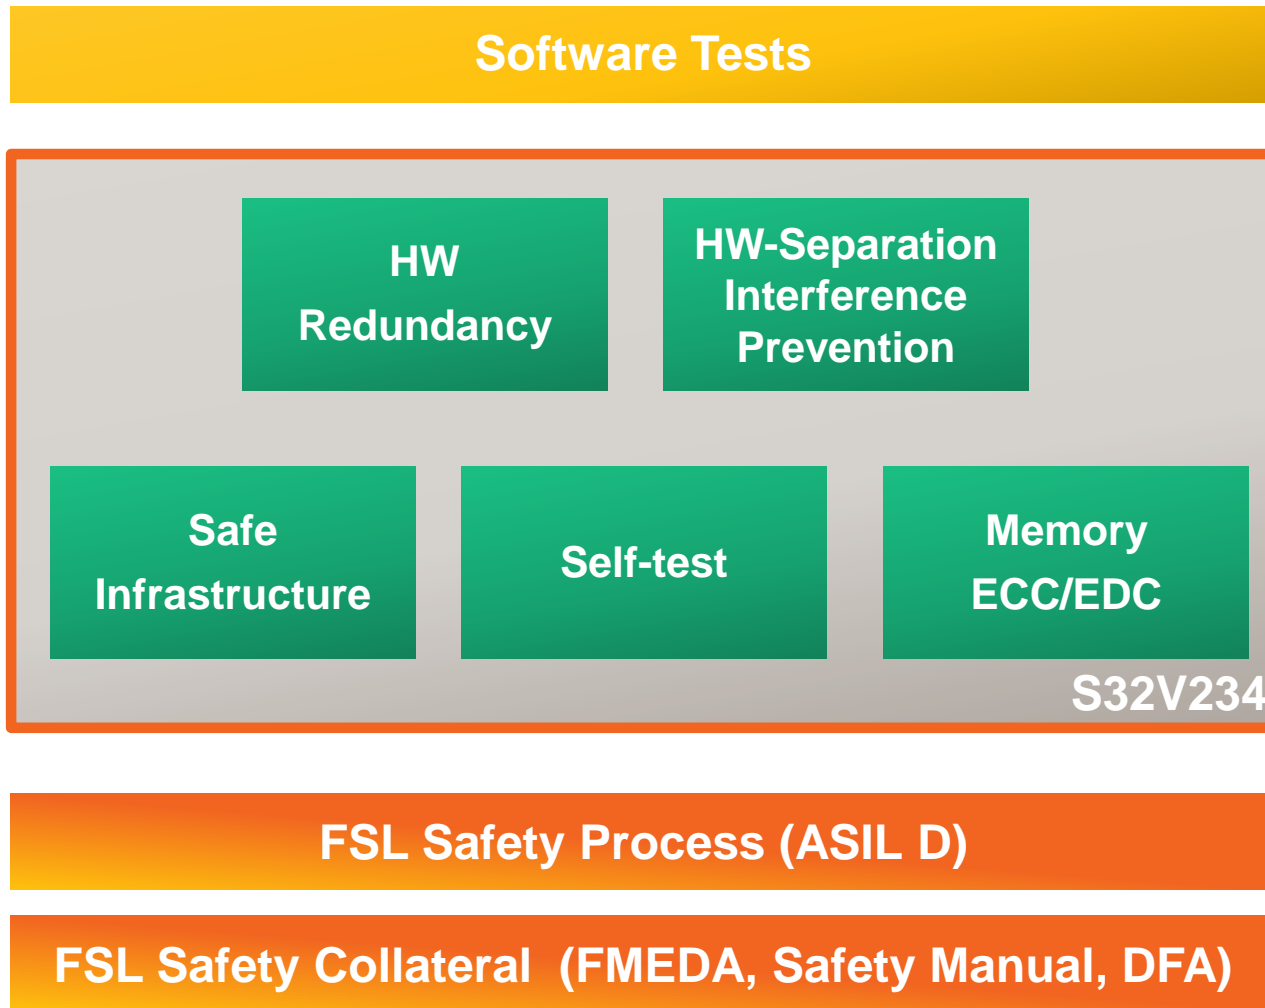 Software Tests
HW
Redundancy
HW-Separation
Interference
Prevention
Safe
Infrastructure
Self-test
Memory
ECC/EDC
S32V234
FSL Safety Process (ASIL D)
FSL Safety Collateral  (FMEDA, Safety Manual, DFA)